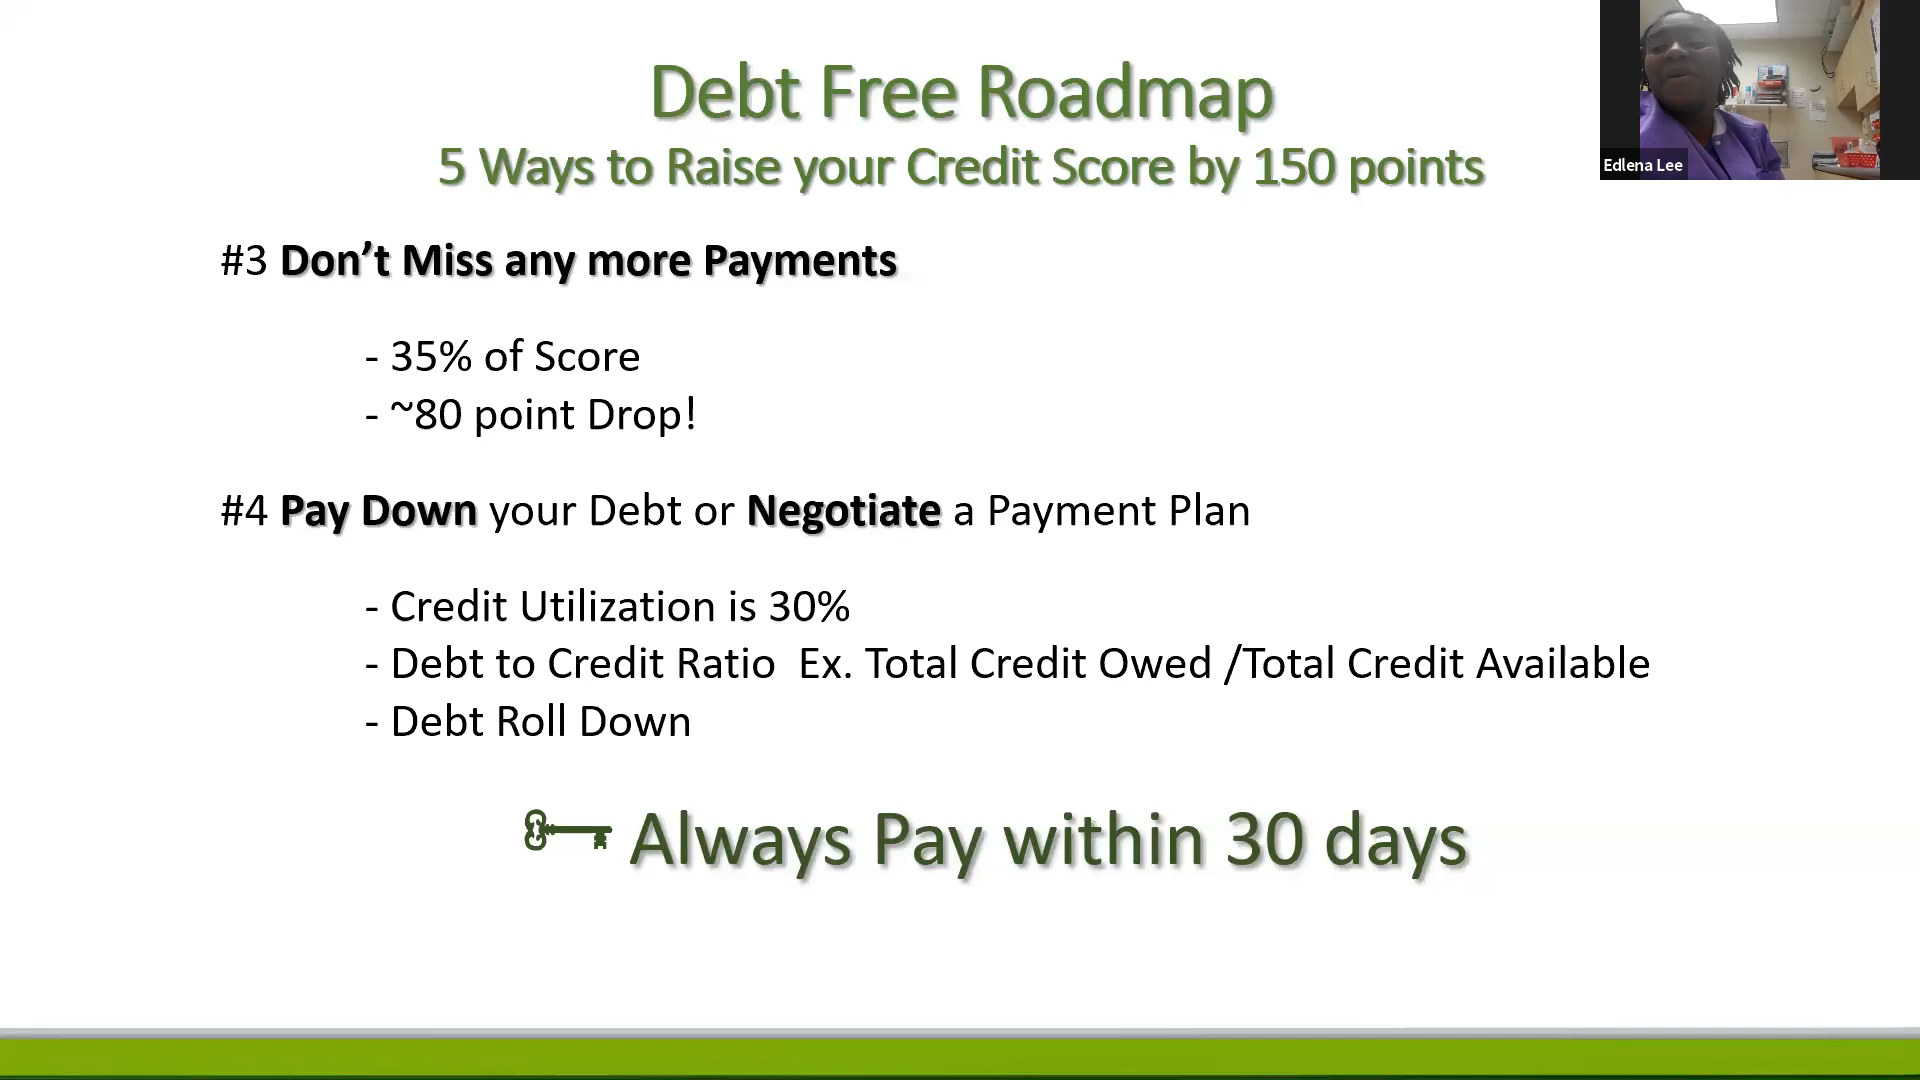 Debt Free Roadmap
5 Ways to Raise your Credit Score by 150 points
Edlena Lee
#3 Don’t Miss any more Payments
- 35% of Score
- ~80 point Drop!
#4 Pay Down your Debt or Negotiate a Payment Plan
- Credit Utilization is 30%
- Debt to Credit Ratio  Ex. Total Credit Owed /Total Credit Available
- Debt Roll Down
Always Pay within 30 days